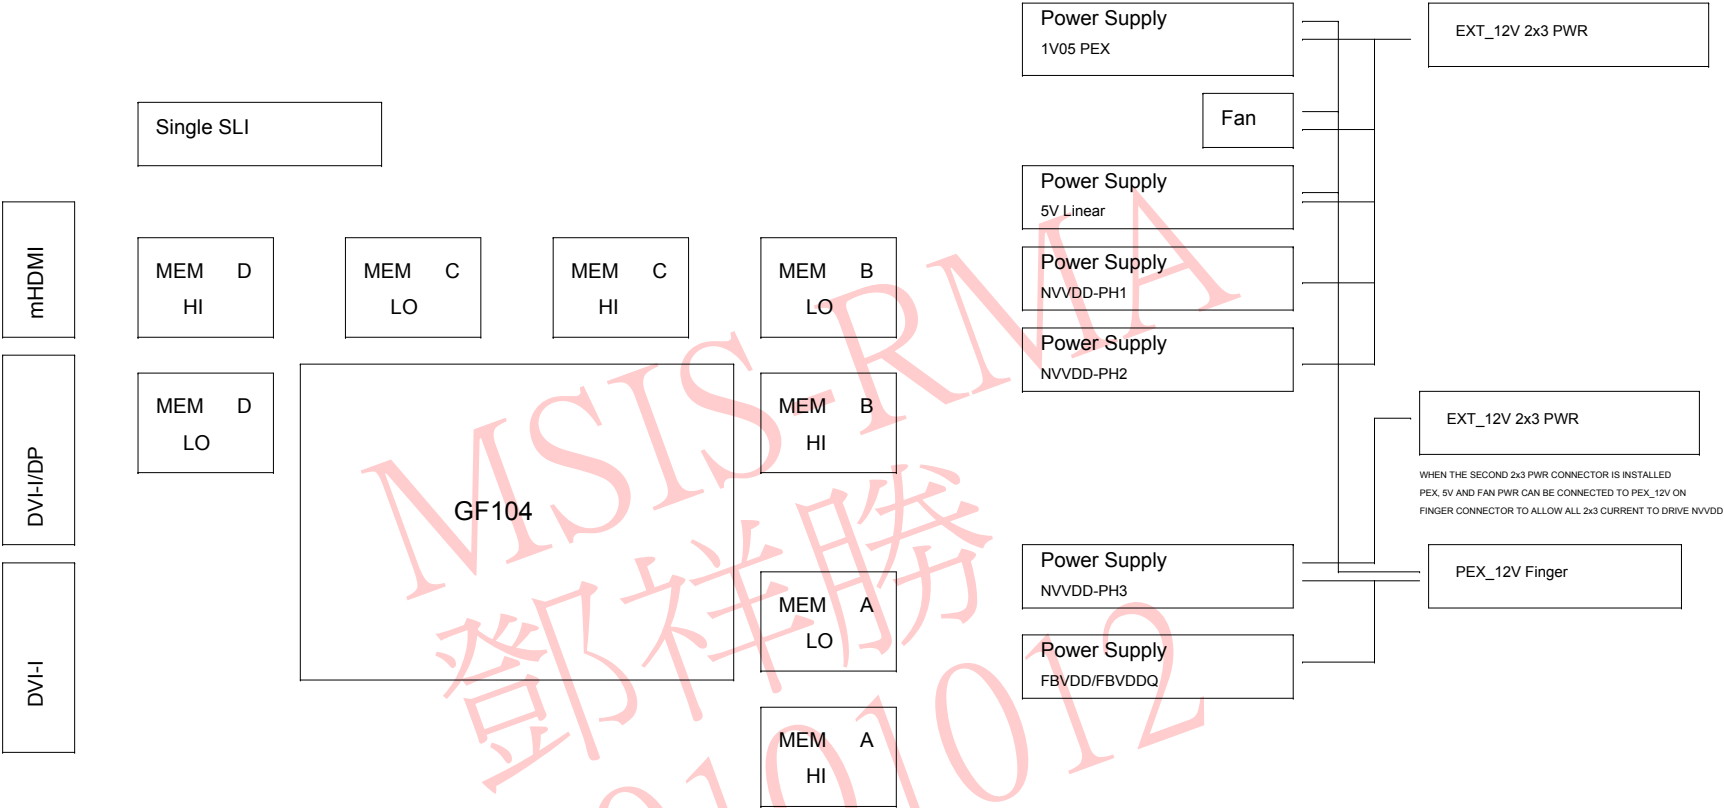 Power Supply
1V05 PEX
EXT_12V 2x3 PWR
Fan
Single SLI
Power Supply
5V Linear
mHDMI
MEM D
HI
MEM C
LO
MEM C
HI
MEM B
LO
Power Supply
NVVDD-PH1
Power Supply
NVVDD-PH2
DVI-I/DP
MEM D
LO
MEM B
HI
EXT_12V 2x3 PWR
WHEN THE SECOND 2x3 PWR CONNECTOR IS INSTALLED
PEX, 5V AND FAN PWR CAN BE CONNECTED TO PEX_12V ON
FINGER CONNECTOR TO ALLOW ALL 2x3 CURRENT TO DRIVE NVVDD
GF104
Power Supply
NVVDD-PH3
PEX_12V Finger
DVI-I
MEM A
LO
Power Supply
FBVDD/FBVDDQ
MEM A
HI
MSIS-RMA
鄧祥勝